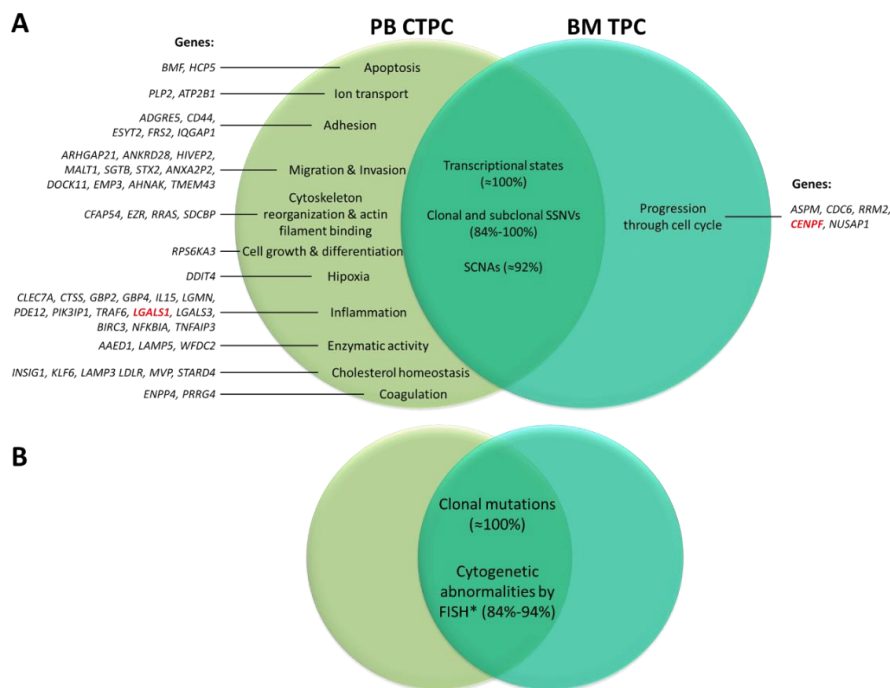 A
PB CTPC
BM TPC
Genes:
BMF, HCP5
Apoptosis
PLP2, ATP2B1
Ion transport
ADGRE5, CD44,
ESYT2, FRS2, IQGAP1
Adhesion
ARHGAP21, ANKRD28, HIVEP2,
MALT1, SGTB, STX2, ANXA2P2,
DOCK11, EMP3, AHNAK, TMEM43
Migration & Invasion
CFAP54, EZR, RRAS, SDCBP
Cytoskeleton
reorganization & actin
filament binding
RPS6KA3
Cell growth & differentiation
DDIT4
Hipoxia
CLEC7A, CTSS, GBP2, GBP4, IL15, LGMN,
PDE12, PIK3IP1, TRAF6, LGALS1, LGALS3,
BIRC3, NFKBIA, TNFAIP3
Inflammation
AAED1, LAMP5, WFDC2
Enzymatic activity
INSIG1, KLF6, LAMP3 LDLR, MVP, STARD4
Cholesterol homeostasis
ENPP4, PRRG4
Coagulation
Transcriptional states
(≈100%)
Clonal and subclonal SSNVs
(84%-100%)
SCNAs (≈92%)
Progression
through cell cycle
Genes:
ASPM, CDC6, RRM2,
CENPF, NUSAP1
B
Clonal mutations
(≈100%)
Cytogenetic
abnormalities by
FISH* (84%-94%)